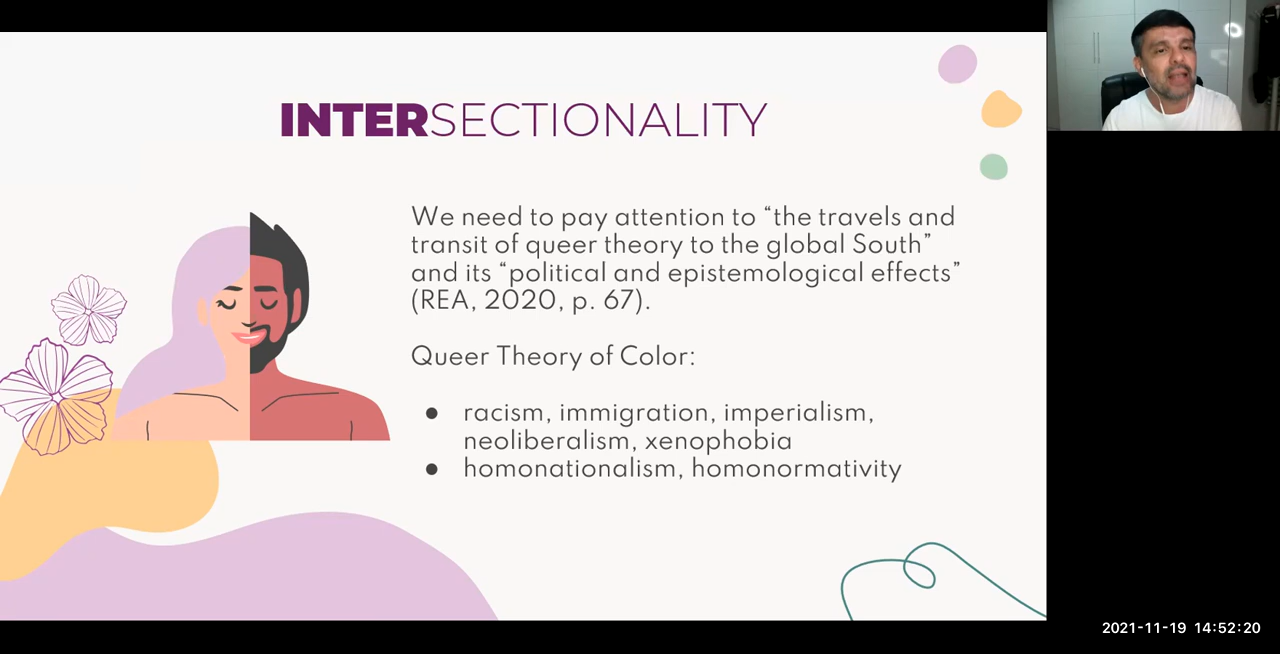 INTERSECTIONALITY
We need to pay attention to “the travels and
transit of queer theory to the global South”
and its “political and epistemological effects”
(REA, 2020, p. 67).
Queer Theory of Color:
● racism, immigration, imperialism,
neoliberalism, xenophobia
● homonationalism, homonormativity
2021-11-19 14:52:20